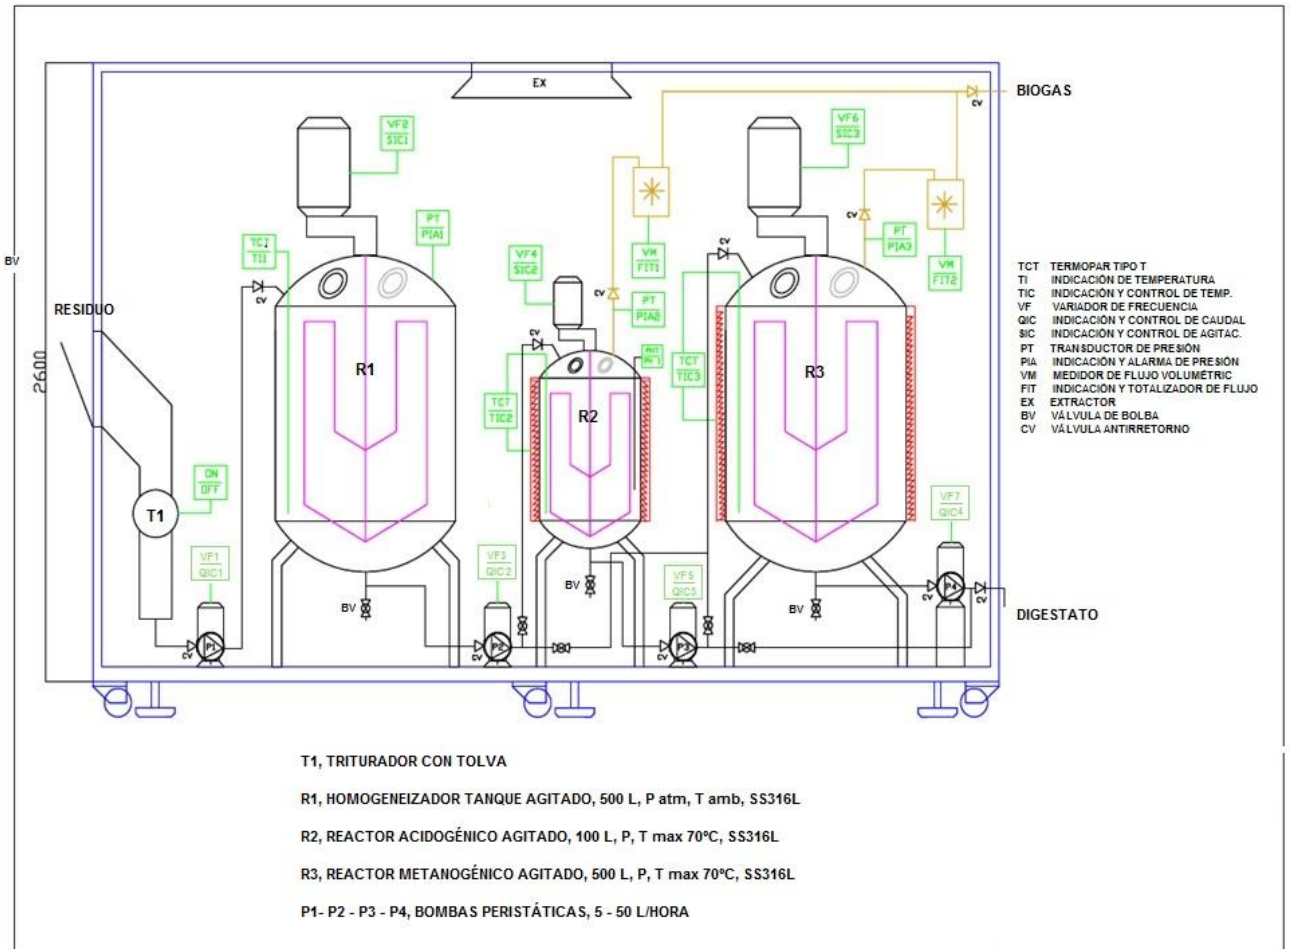 EX
BIOGAS
CV
VF2
SIC1
VF6
SIC3
PT
PIA1
TCT
TI1
VF4
SIC2
VM
FIT1
CV
CV
PT
PIA3
VM
FIT2
BV
CV
CV
PT
PIA2
CV
RESIDUO
2600
R1
R2
R3
TCT
TIC2
TCT
TIC3
TCT TERMOPAR TIPO T
TI INDICACIÓN DE TEMPERATURA
TIC INDICACIÓN Y CONTROL DE TEMP.
VF VARIADOR DE FRECUENCIA
QIC INDICACIÓN Y CONTROL DE CAUDAL
SIC INDICACIÓN Y CONTROL DE AGITAC.
PT TRANSDUCTOR DE PRESIÓN
PIA INDICACIÓN Y ALARMA DE PRESIÓN
VM MEDIDOR DE FLUJO VOLUMÉTRIC
FIT INDICACIÓN Y TOTALIZADOR DE FLUJO
EX EXTRACTOR
BV VÁLVULA DE BOLBA
CV VÁLVULA ANTIRRETORNO
ON
OFF
T1
VF1
QIC1
VF3
QIC2
VF5
QIC3
VF7
QIC4
BV
BV
BV
CV
P1
CV
P2
CV
P3
CV
P4
CV
DIGESTATO
T1, TRITURADOR CON TOLVA
R1, HOMOGENEIZADOR TANQUE AGITADO, 500 L, P atm, T amb, SS316L
R2, REACTOR ACIDOGÉNICO AGITADO, 100 L, P, T max 70ºC, SS316L
R3, REACTOR METANOGÉNICO AGITADO, 500 L, P, T max 70ºC, SS316L
P1- P2 - P3 - P4, BOMBAS PERISTÁTICAS, 5 - 50 L/HORA